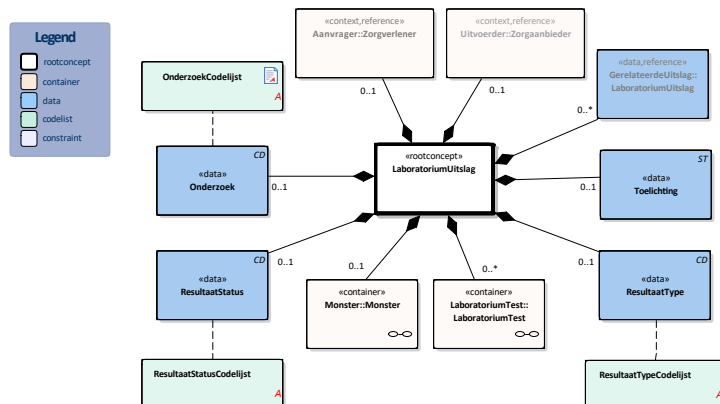 Legend
rootconcept
container
data
codelist
constraint
«context,reference»
Aanvrager::Zorgverlener
«context,reference»
Uitvoerder::Zorgaanbieder
«data,reference»
GerelateerdeUitslag::
LaboratoriumUitslag
OnderzoekCodelijst
A
0..1
0..1
0..*
CD
«data»
Onderzoek
0..1
«rootconcept»
LaboratoriumUitslag
ST
«data»
Toelichting
0..1
CD
«data»
ResultaatStatus
0..1
0..1
«container»
Monster::Monster
0..*
«container»
LaboratoriumTest::
LaboratoriumTest
0..1
CD
«data»
ResultaatType
ResultaatStatusCodelijst
A
ResultaatTypeCodelijst
A